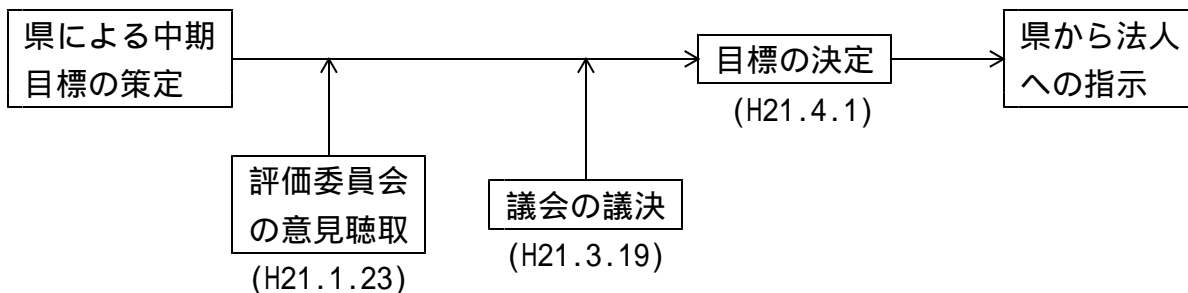 県による中期
目標の策定
目標の決定
(H21.4.1)
県から法人
への指示
評価委員会
の意見聴取
(H21.1.23)
議会の議決
(H21.3.19)